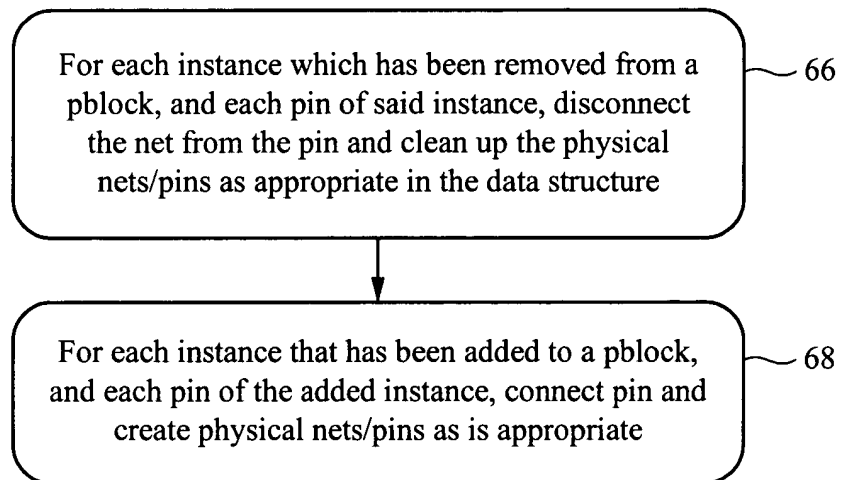 For each instance which has been removed from a
pblock, and each pin of said instance, disconnect
the net from the pin and clean up the physical
nets/pins as appropriate in the data structure
66
For each instance that has been added to a pblock,
and each pin of the added instance, connect pin and
create physical nets/pins as is appropriate
68